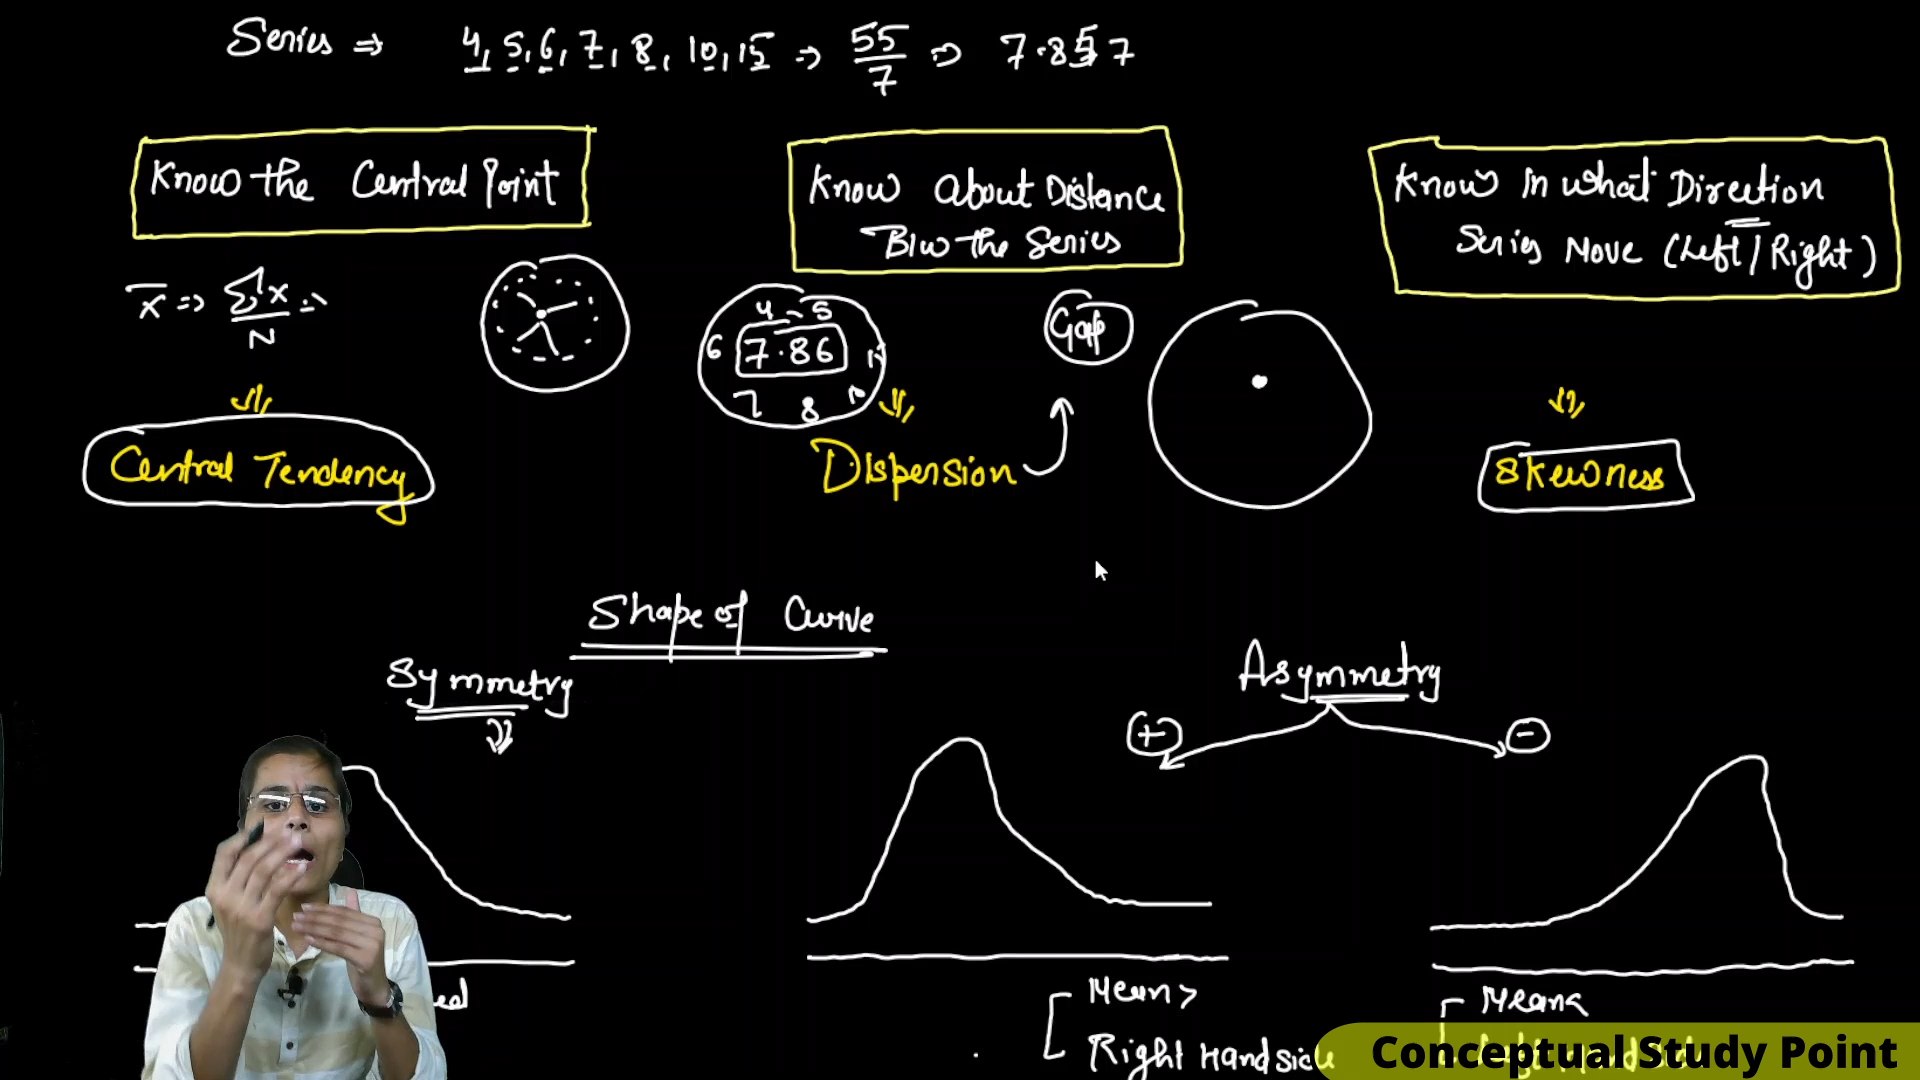 Series ⇒ 4, 5, 6, 7, 8, 10, 15 ⇒ 55/7 ⇒ 7.857
Know the Central Point
Know About Distance
B/w the Series
Know in what Direction
Series Move (Left/Right)
x̄ ⇒ Σx/N ⇒
4 5
6 7.86
7 8 10
Gap
Central Tendency
Dispersion
Skewness
Shape of Curve
Symmetry
Asymmetry
+ -
Mean >
Right Hand side
Mean <
Conceptual Study Point